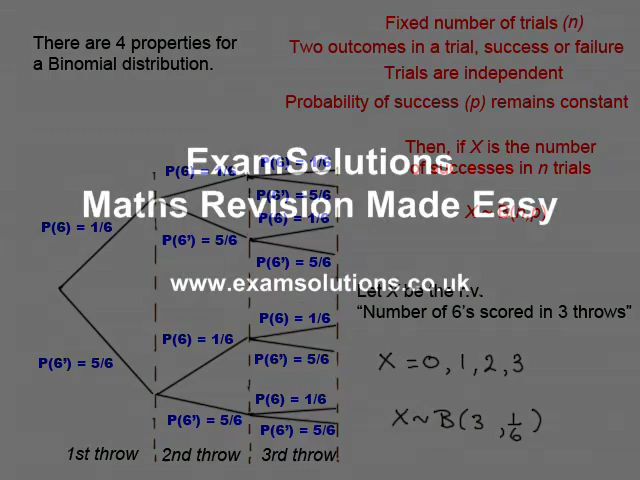 There are 4 properties for
a Binomial distribution.
Fixed number of trials (n)
Two outcomes in a trial, success or failure
Trials are independent
Probability of success (p) remains constant
Then, if X is the number
of successes in n trials
X ~ B(n,p)
ExamSolutions
Maths Revision Made Easy
www.examsolutions.co.uk
P(6) = 1/6
P(6') = 5/6
P(6) = 1/6
P(6') = 5/6
P(6) = 1/6
P(6') = 5/6
P(6) = 1/6
P(6') = 5/6
P(6) = 1/6
P(6') = 5/6
P(6) = 1/6
P(6') = 5/6
P(6) = 1/6
P(6') = 5/6
1st throw
2nd throw
3rd throw
Let X be the r.v.
"Number of 6's scored in 3 throws"
X = 0, 1, 2, 3
X ~ B(3, 1/6)